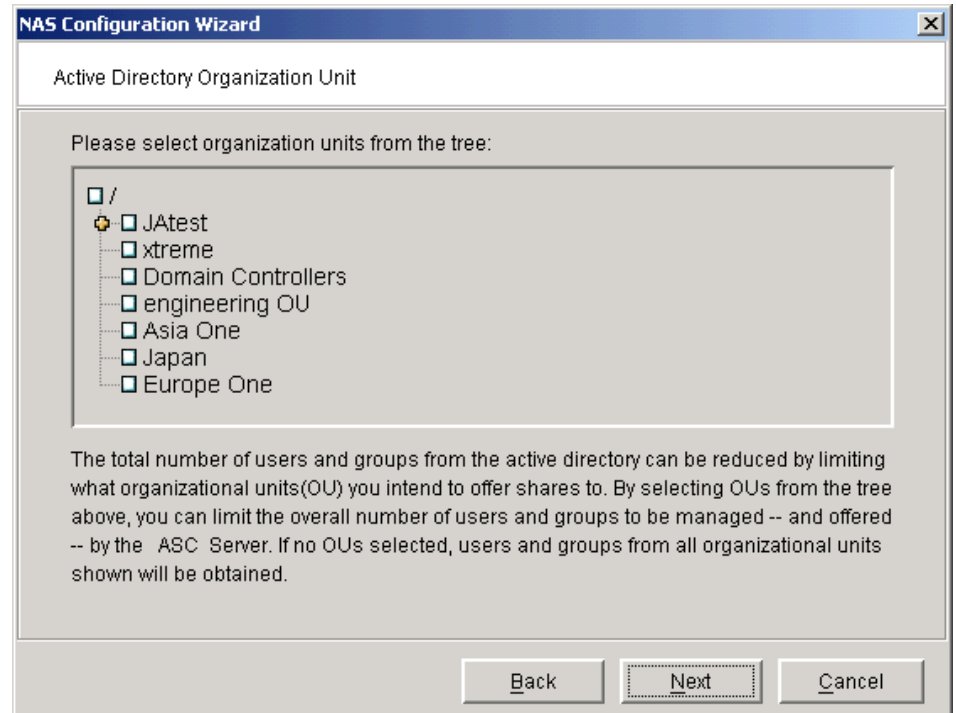 NAS Configuration Wizard
Active Directory Organization Unit
Please select organization units from the tree:
/
JAtest
xtreme
Domain Controllers
engineering OU
Asia One
Japan
Europe One
The total number of users and groups from the active directory can be reduced by limiting
what organizational units(OU) you intend to offer shares to. By selecting OUs from the tree
above, you can limit the overall number of users and groups to be managed -- and offered
-- by the ASC Server. If no OUs selected, users and groups from all organizational units
shown will be obtained.
Back Next Cancel